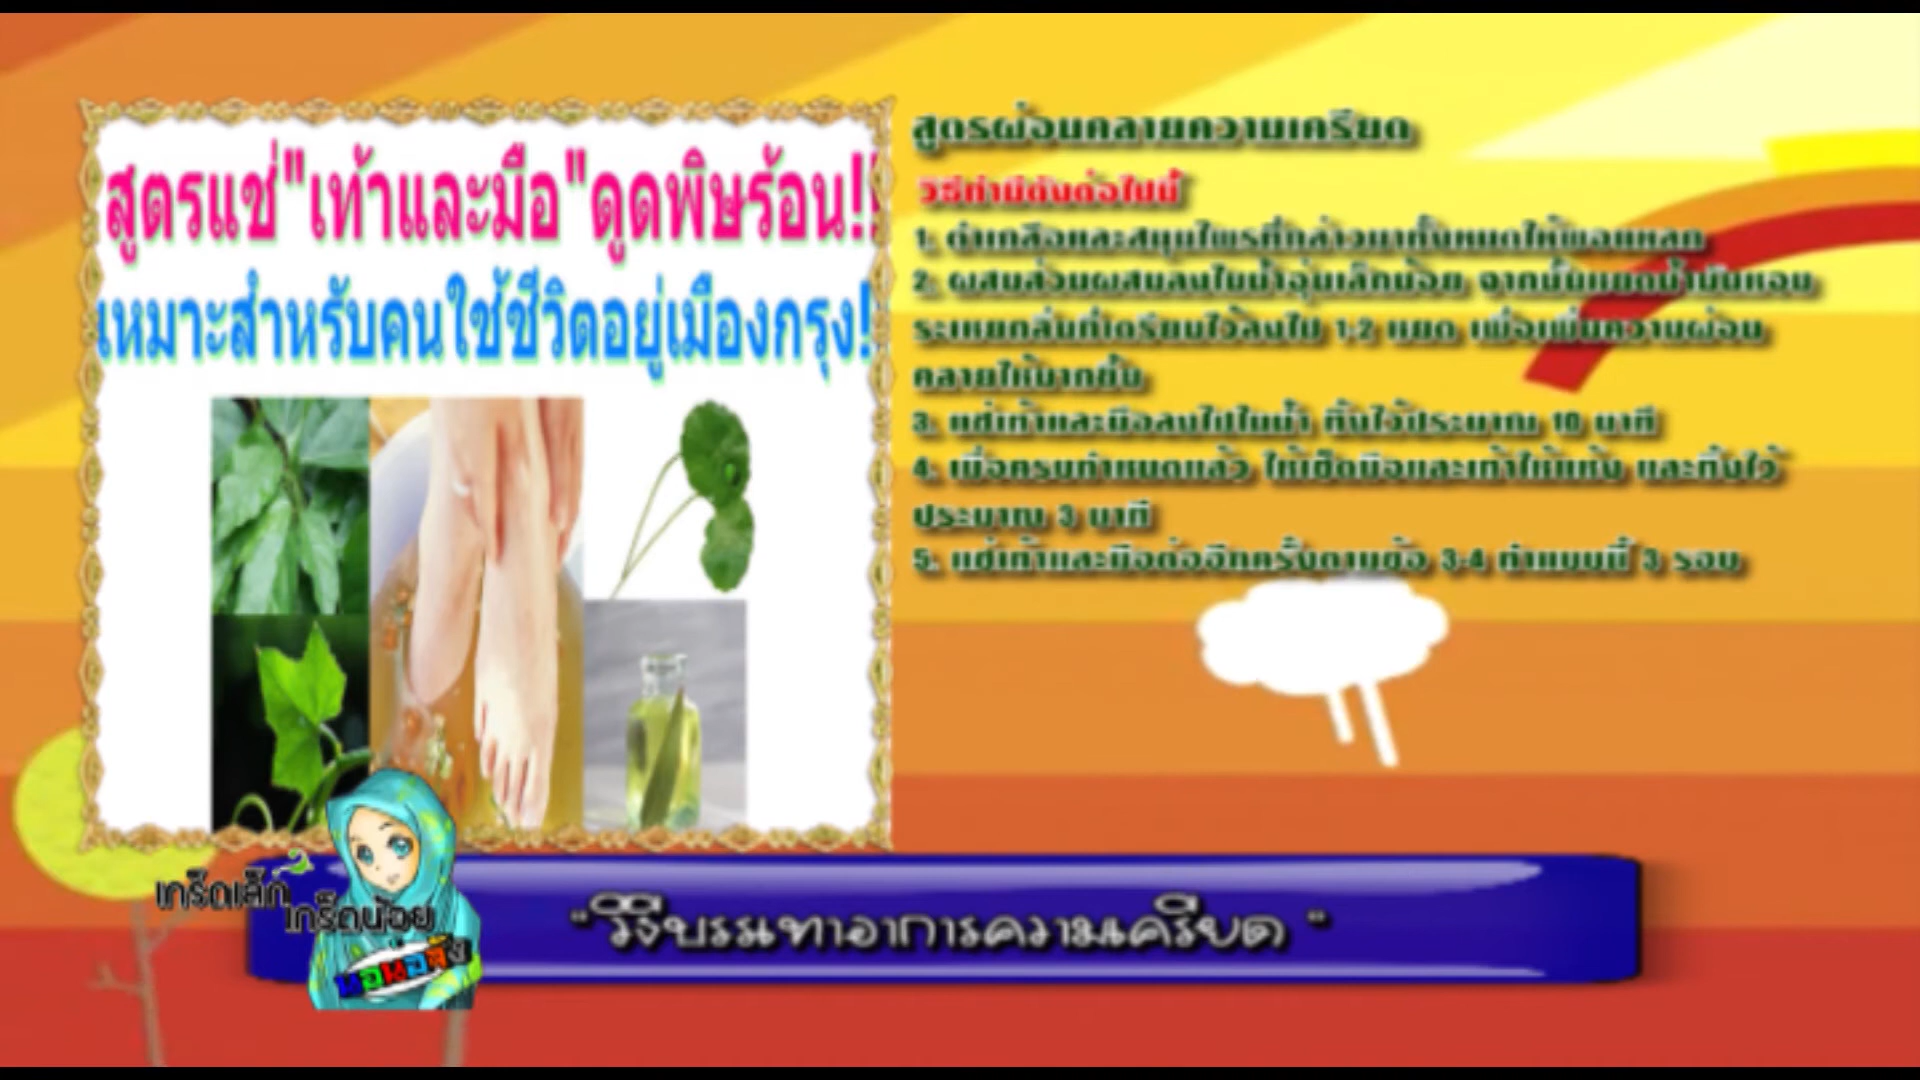 สูตรแช่"เท้าและมือ"ดูดพิษร้อน!!
เหมาะสำหรับคนใช้ชีวิตอยู่เมืองกรุง!
สูตรผ่อนคลายความเครียด
วิธีทำมีดังต่อไปนี้
1. ตำเกลือและสมุนไพรที่กล่าวมาทั้งหมดให้พอแหลก
2. ผสมส่วนผสมลงในน้ำอุ่นเล็กน้อย จากนั้นหยดน้ำมันหอม
ระเหยกลิ่นที่เตรียมไว้ลงไป 1-2 หยด เพื่อเพิ่มความผ่อน
คลายให้มากขึ้น
3. แช่เท้าและมือลงไปในน้ำ ทิ้งไว้ประมาณ 10 นาที
4. เมื่อครบกำหนดแล้ว ให้เช็ดมือและเท้าให้แห้ง และทิ้งไว้
ประมาณ 3 นาที
5. แช่เท้าและมือต่ออีกครั้งตามข้อ 3-4 ทำแบบนี้ 3 รอบ
เกร็ดเล็ก
เกร็ดน้อย
"วิธีบรรเทาอาการความเครียด "